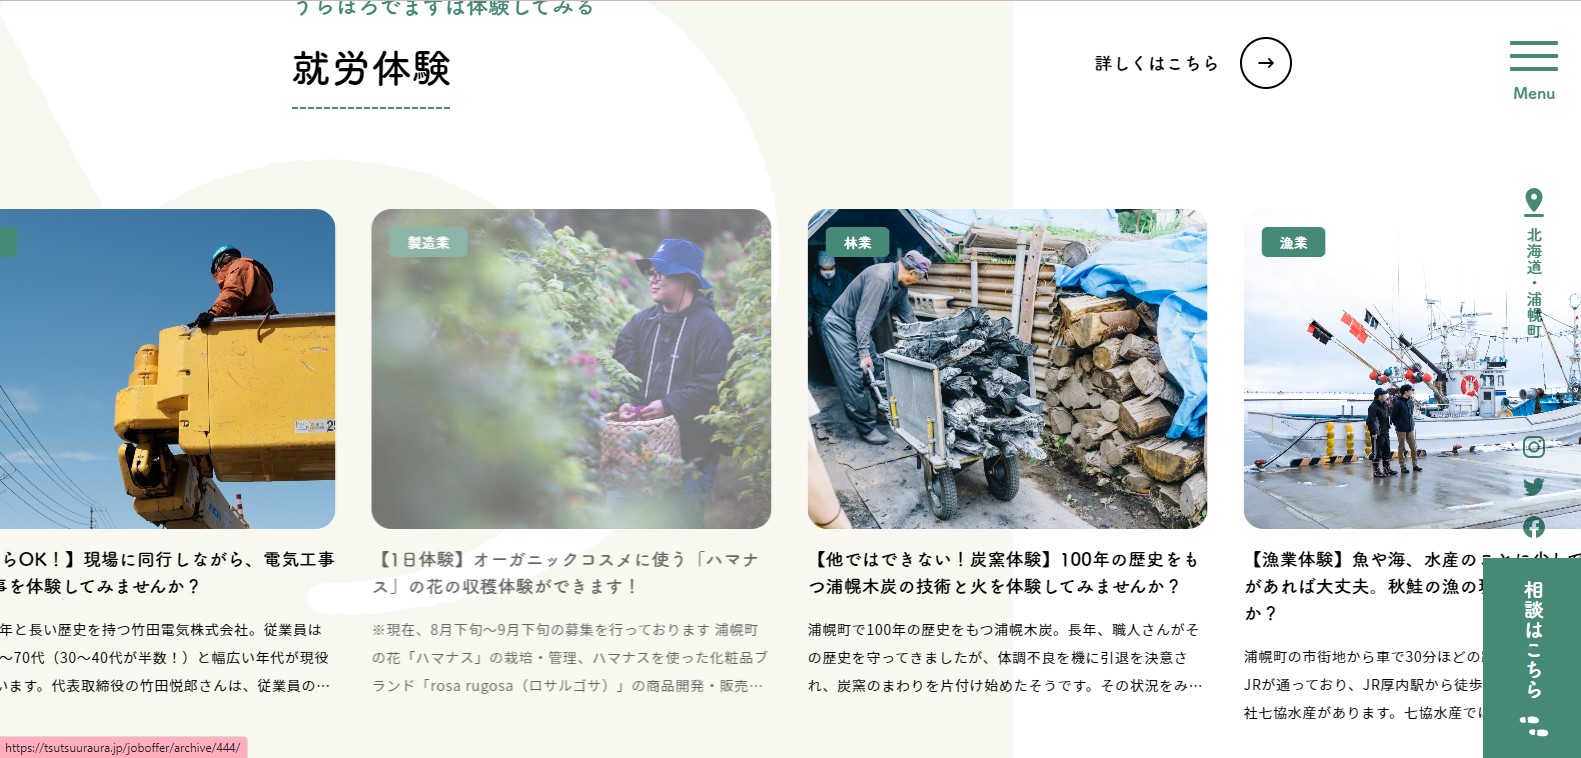 うらほろでまずは体験してみる
就労体験
詳しくはこちら
Menu
北海道・浦幌町
らOK！】現場に同行しながら、電気工事
事を体験してみませんか？
年と長い歴史を持つ竹田電気株式会社。従業員は
〜70代（30〜40代が半数！）と幅広い年代が現役
います。代表取締役の竹田悦郎さんは、従業員の…
製造業
【1日体験】オーガニックコスメに使う「ハマナ
ス」の花の収穫体験ができます！
※現在、8月下旬〜9月下旬の募集を行っております 浦幌町
の花「ハマナス」の栽培・管理、ハマナスを使った化粧品ブ
ランド「rosa rugosa（ロサルゴサ）」の商品開発・販売…
林業
【他ではできない！炭窯体験】100年の歴史をも
つ浦幌木炭の技術と火を体験してみませんか？
浦幌町で100年の歴史をもつ浦幌木炭。長年、職人さんがそ
の歴史を守ってきましたが、体調不良を機に引退を決意さ
れ、炭窯のまわりを片付け始めたそうです。その状況をみ…
漁業
【漁業体験】魚や海、水産のことに少しで
があれば大丈夫。秋鮭の漁の
か？
浦幌町の市街地から車で30分ほどの
JRが通っており、JR厚内駅から徒歩
社七協水産があります。七協水産では
相談はこちら
https://tsutsuuraura.jp/joboffer/archive/444/